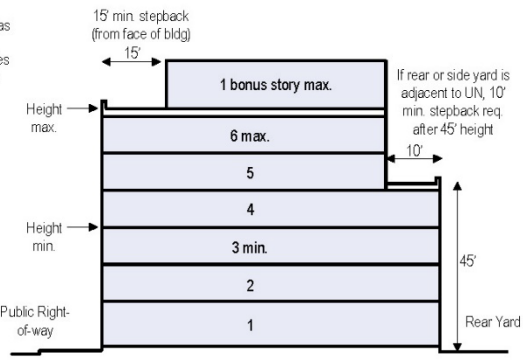 as
es
15' min. stepback
(from face of bldg)
15'
1 bonus story max.
If rear or side yard is
adjacent to UN, 10'
min. stepback req.
after 45' height
10'
Height
max.
6 max.
5
4
Height
min.
3 min.
2
45'
Public Right-
of-way
1
Rear Yard